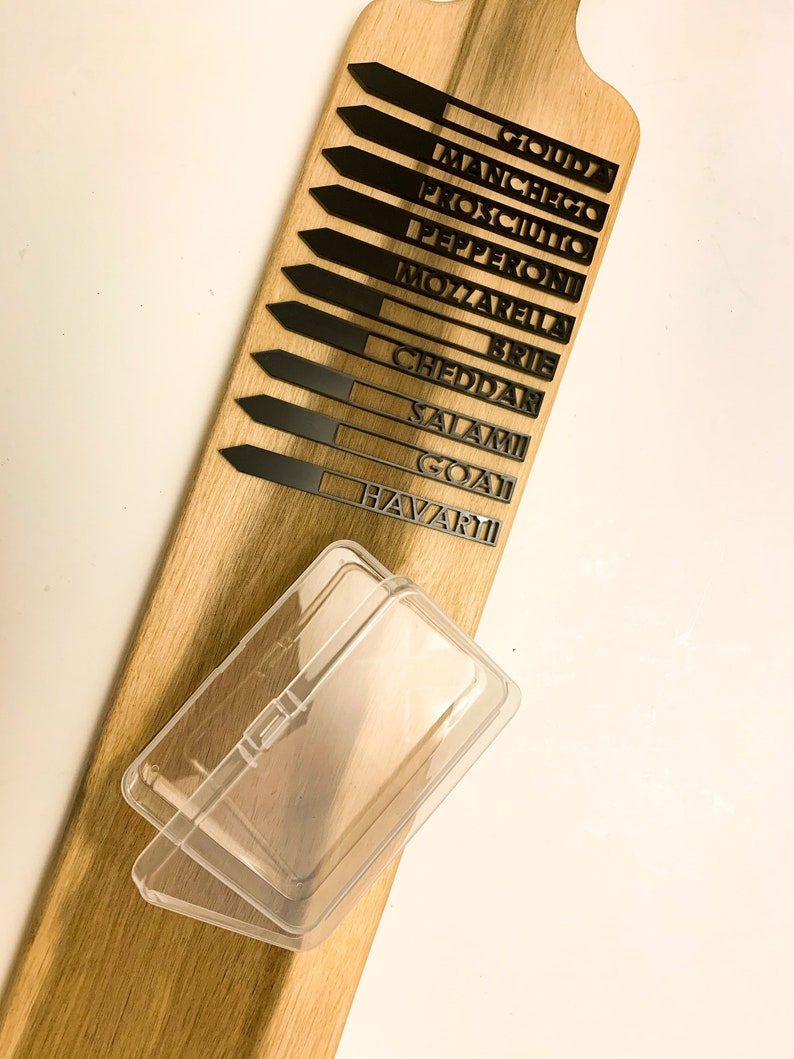 GOUDA
MANCHEGO
PROSCIUTTO
PEPPERONI
MOZZARELLA
BRIE
CHEDDAR
SALAMI
GOAT
HAVARTI